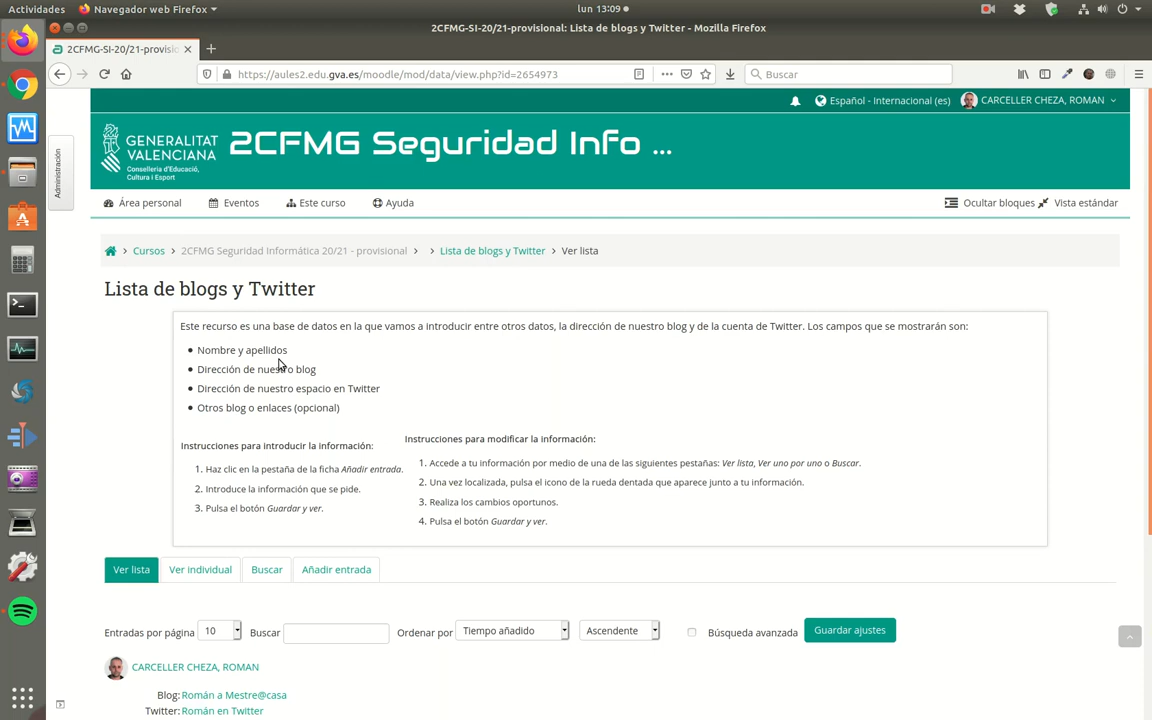 Actividades Navegador web Firefox lun 13:09
2CFMG-SI-20/21-provisional: Lista de blogs y Twitter - Mozilla Firefox
2CFMG-SI-20/21-provisio
https://aules2.edu.gva.es/moodle/mod/data/view.php?id=2654973 Buscar
Español - Internacional (es) CARCELLER CHEZA, ROMAN
Administración
GENERALITAT VALENCIANA
Conselleria d'Educació, Cultura i Esport
2CFMG Seguridad Info ...
Área personal Eventos Este curso Ayuda Ocultar bloques Vista estándar
> Cursos > 2CFMG Seguridad Informática 20/21 - provisional > > Lista de blogs y Twitter > Ver lista
Lista de blogs y Twitter
Este recurso es una base de datos en la que vamos a introducir entre otros datos, la dirección de nuestro blog y de la cuenta de Twitter. Los campos que se mostrarán son:
• Nombre y apellidos
• Dirección de nuestro blog
• Dirección de nuestro espacio en Twitter
• Otros blog o enlaces (opcional)
Instrucciones para introducir la información:
1. Haz clic en la pestaña de la ficha Añadir entrada.
2. Introduce la información que se pide.
3. Pulsa el botón Guardar y ver.
Instrucciones para modificar la información:
1. Accede a tu información por medio de una de las siguientes pestañas: Ver lista, Ver uno por uno o Buscar.
2. Una vez localizada, pulsa el icono de la rueda dentada que aparece junto a tu información.
3. Realiza los cambios oportunos.
4. Pulsa el botón Guardar y ver.
Ver lista Ver individual Buscar Añadir entrada
Entradas por página 10 Buscar Ordenar por Tiempo añadido Ascendente Búsqueda avanzada Guardar ajustes
CARCELLER CHEZA, ROMAN
Blog: Román a Mestre@casa
Twitter: Román en Twitter